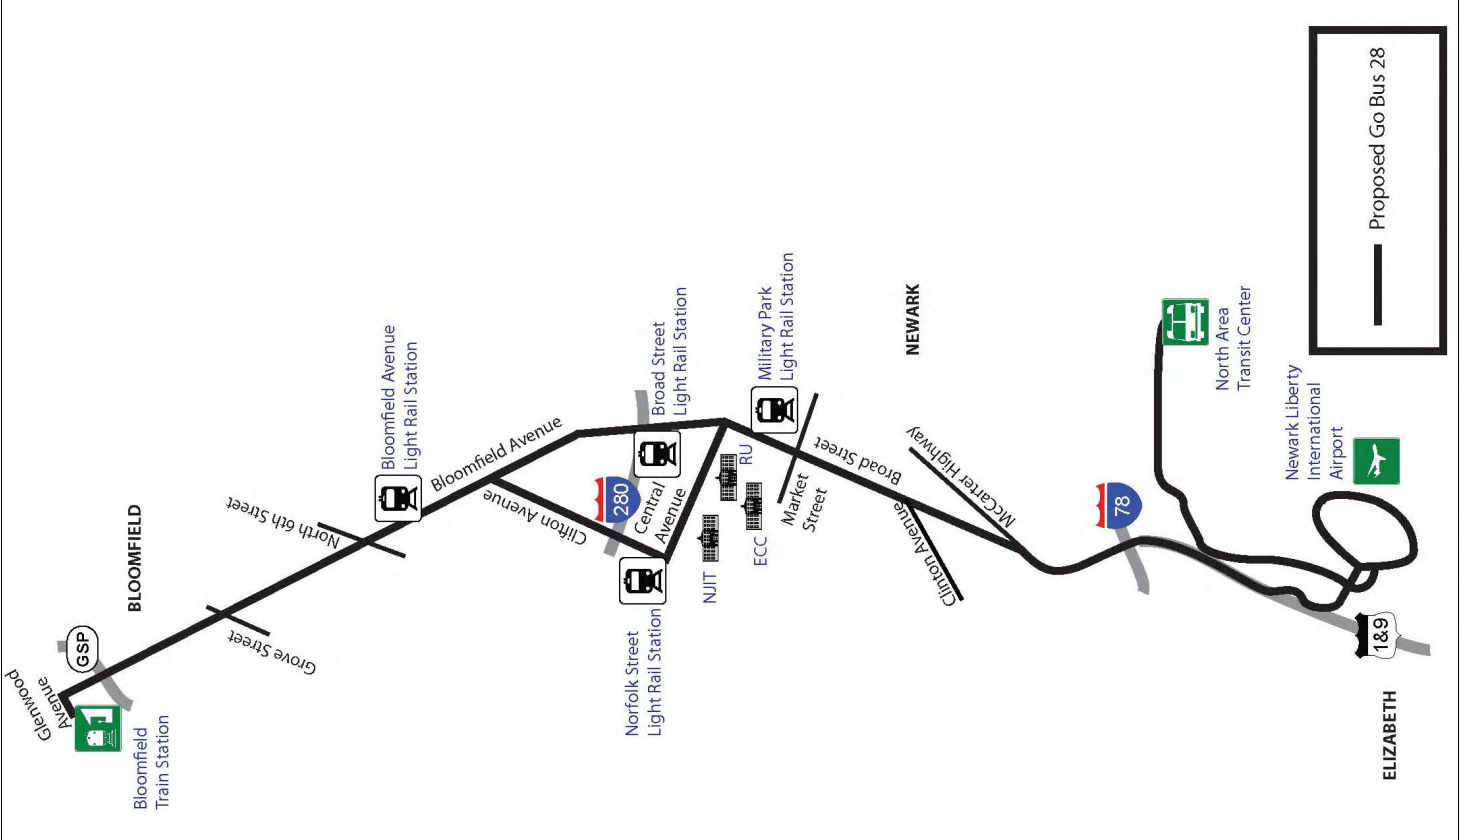 Glenwood
Avenue
GSP
Bloomfield
Train Station
BLOOMFIELD
Grove Street
North 6th Street
Bloomfield Avenue
Light Rail Station
Bloomfield Avenue
Clifton Avenue
280
Broad Street
Light Rail Station
Central
Avenue
Norfolk Street
Light Rail Station
NJIT
RU
ECC
Military Park
Light Rail Station
Market
Street
Broad Street
NEWARK
McCarter Highway
Clinton Avenue
78
North Area
Transit Center
Newark Liberty
International
Airport
1&9
ELIZABETH
Proposed Go Bus 28